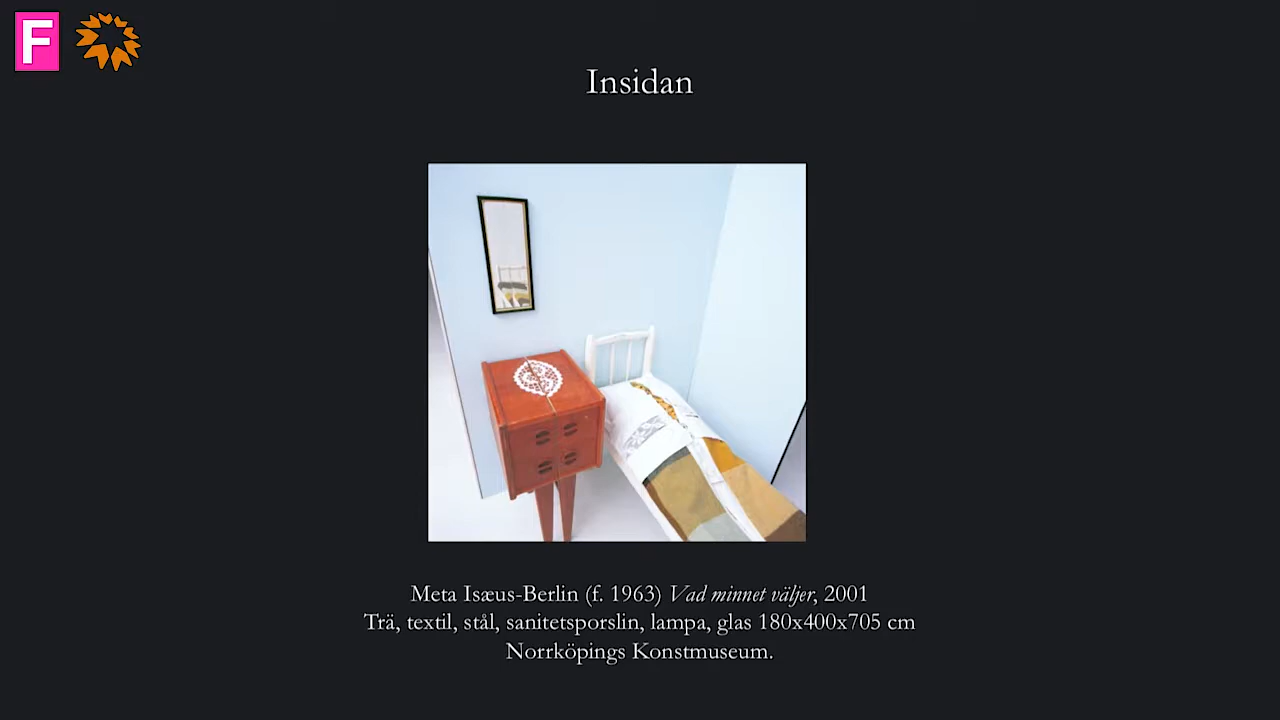 F
Insidan
Meta Isæus-Berlin (f. 1963) Vad minnet väljer, 2001
Trä, textil, stål, sanitetsporslin, lampa, glas 180x400x705 cm
Norrköpings Konstmuseum.